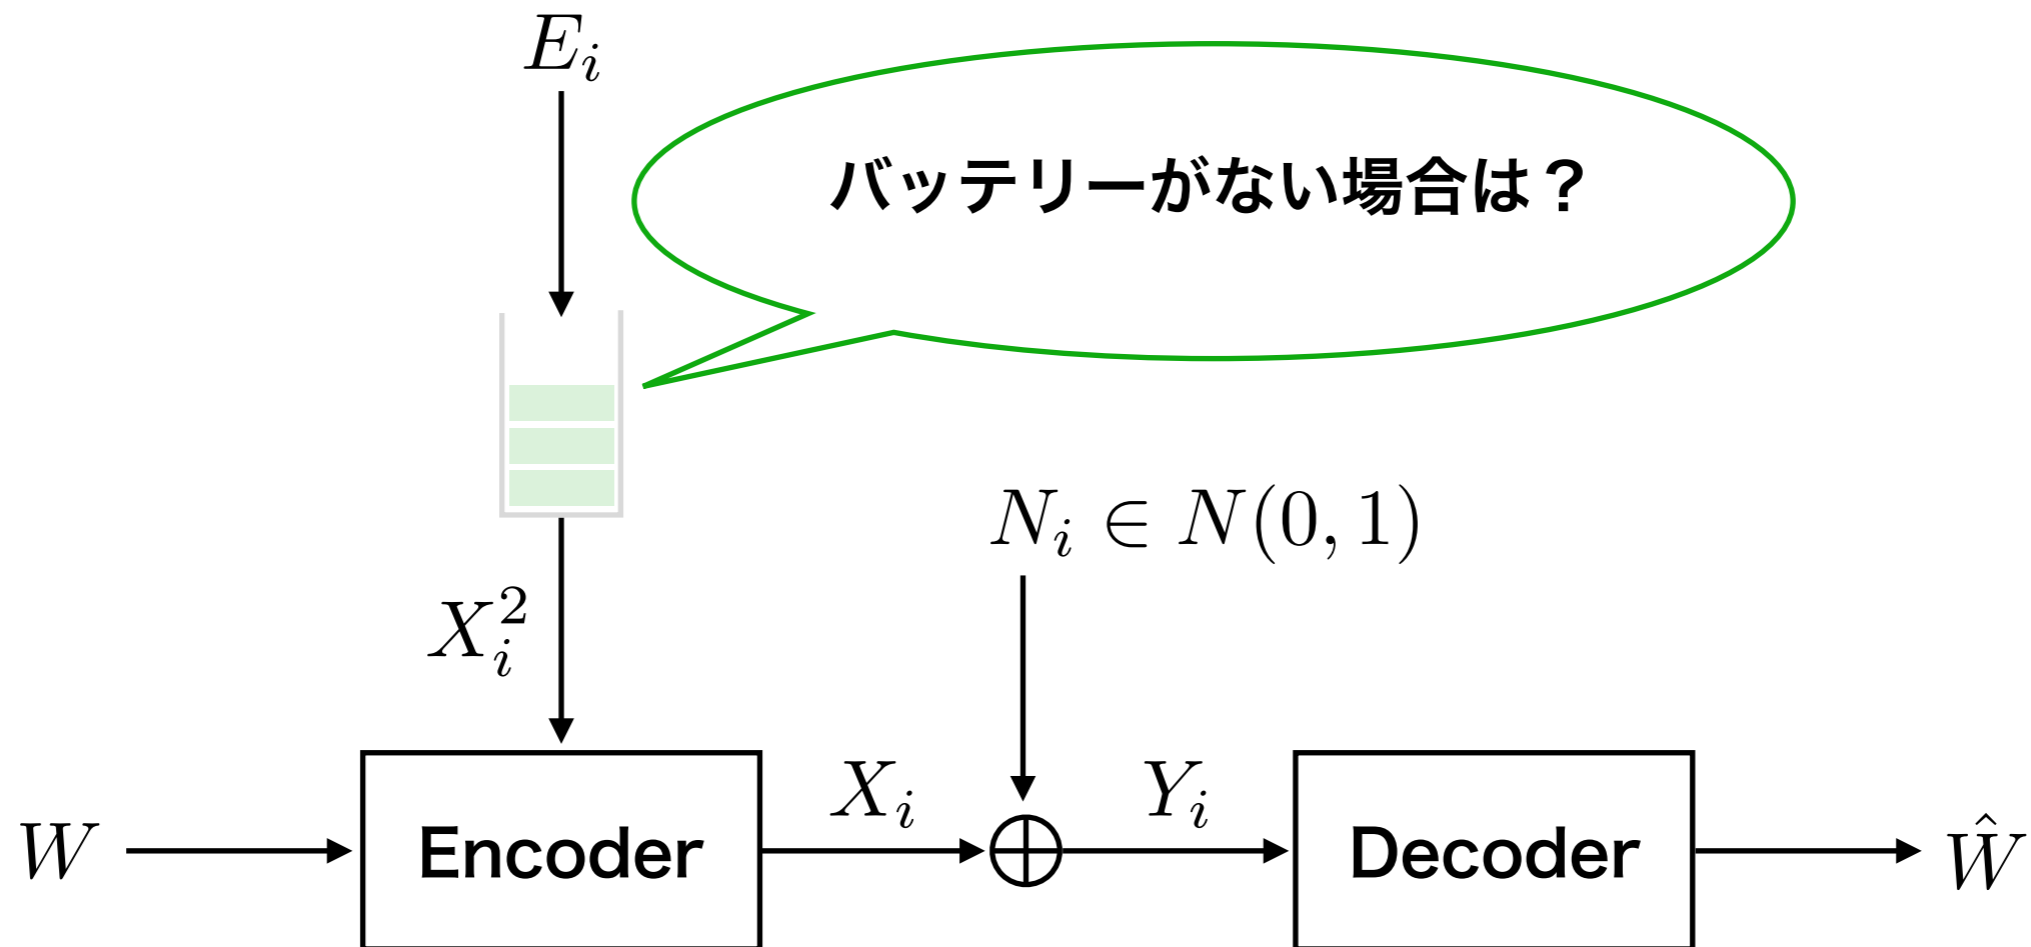 E_i
バッテリーがない場合は？
N_i ∈ N(0, 1)
X_i^2
W
Encoder
X_i
Y_i
Decoder
Ŵ